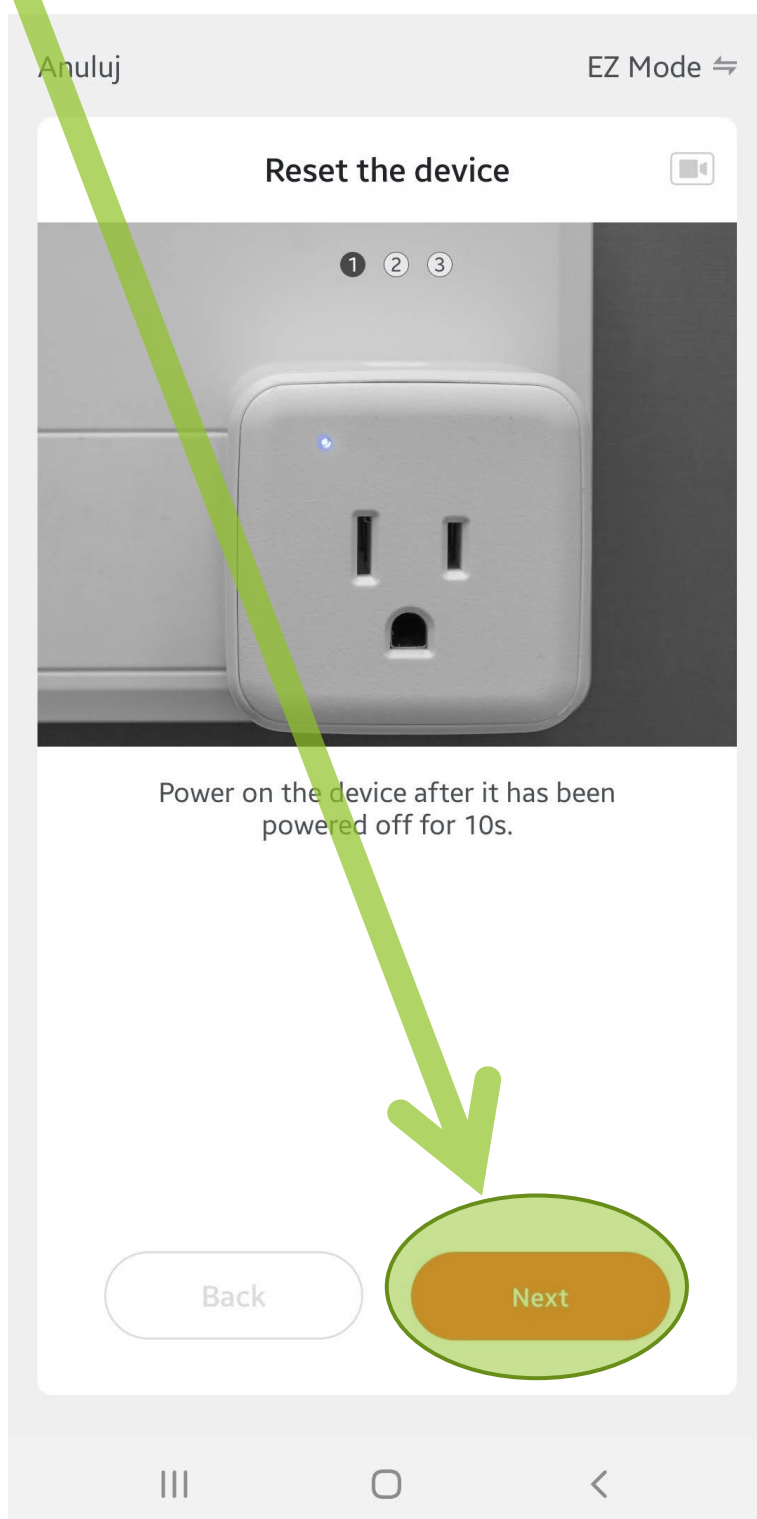 Anuluj
EZ Mode ⇋
Reset the device
1 2 3
Power on the device after it has been
powered off for 10s.
Back
Next